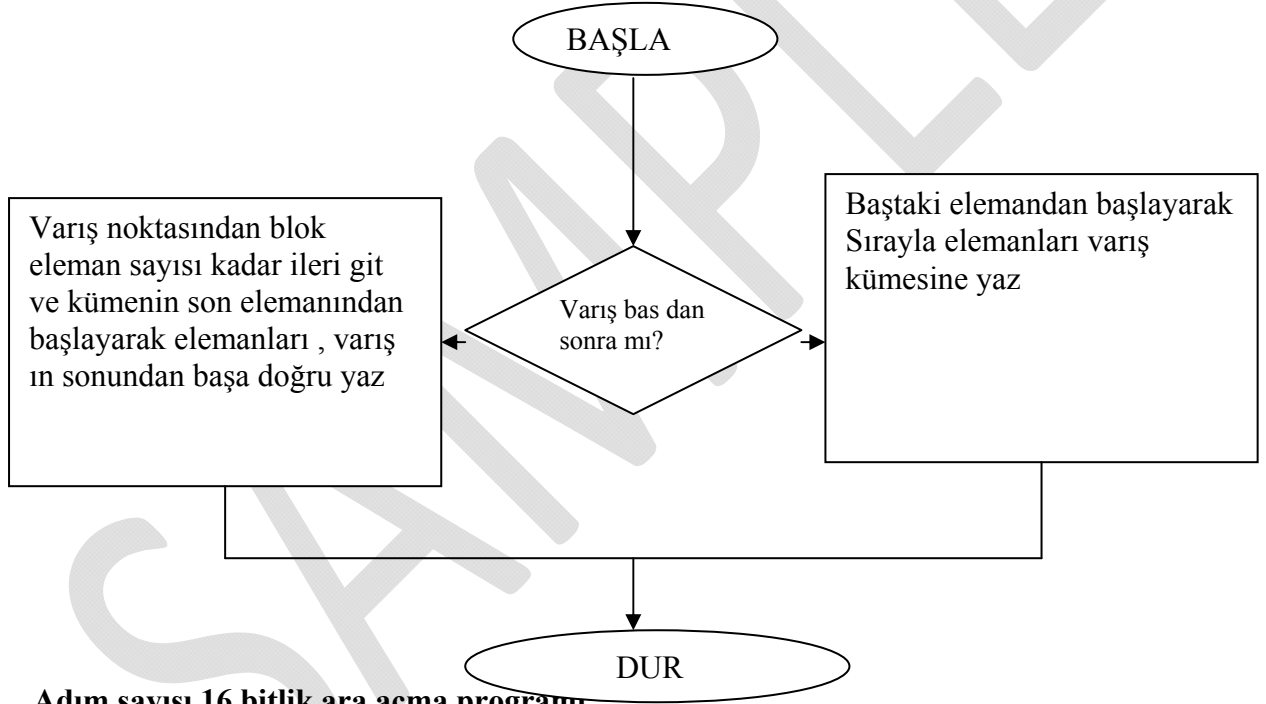 BAŞLA
Varış noktasından blok
eleman sayısı kadar ileri git
ve kümenin son elemanından
başlayarak elemanları , varış
ın sonundan başa doğru yaz
Varış bas dan
sonra mı?
Baştaki elemandan başlayarak
Sırayla elemanları varış
kümesine yaz
DUR
Adım sayısı 16 bitlik ara açma programı
SAMPLE